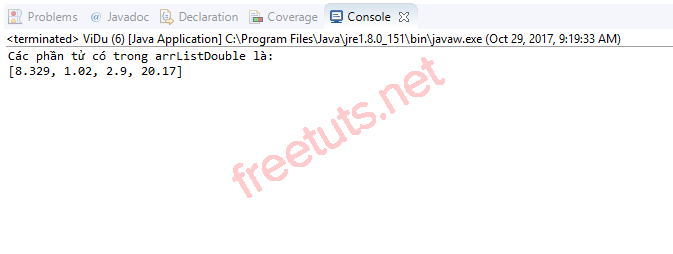 Problems @ Javadoc Declaration Coverage Console
<terminated> ViDu (6) [Java Application] C:\Program Files\Java\jre1.8.0_151\bin\javaw.exe (Oct 29, 2017, 9:19:33 AM)
Các phần tử có trong arrListDouble là:
[8.329, 1.02, 2.9, 20.17]
freetuts.net